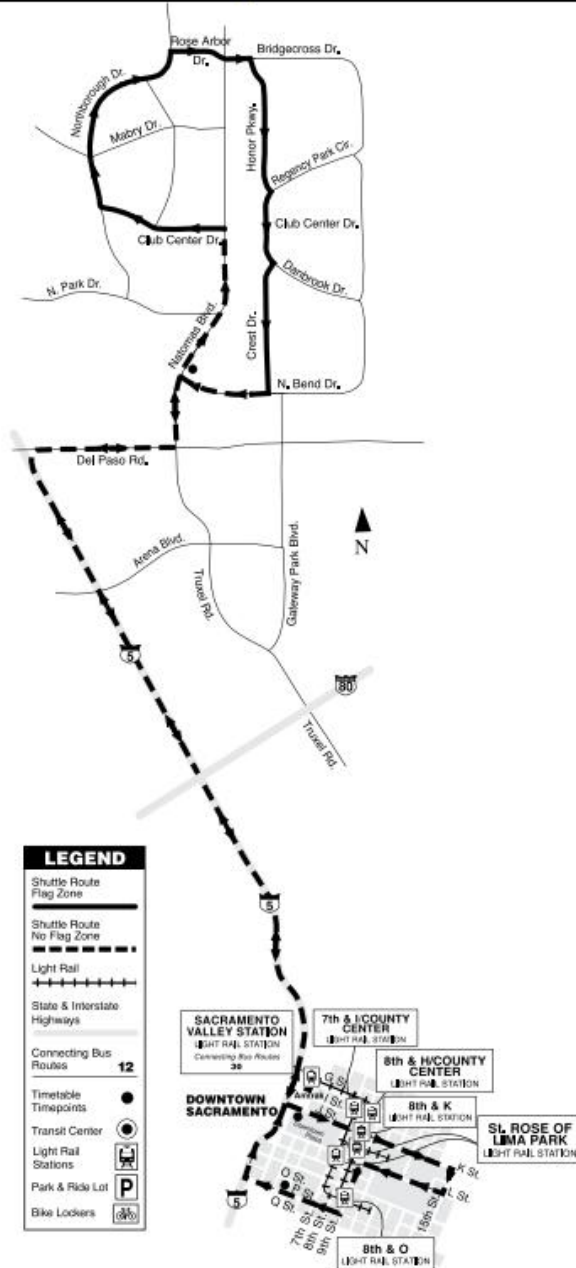 Rose Arbor
Dr.
Bridgecross Dr.
Northborough Dr.
Mabry Dr.
Honor Pkwy.
Regency Park Cir.
Club Center Dr.
Club Center Dr.
Danbrook Dr.
N. Park Dr.
Natomas Blvd.
Crest Dr.
N. Bend Dr.
Del Paso Rd.
N
Arena Blvd.
Truxel Rd.
Gateway Park Blvd.
5
80
Truxel Rd.
5
LEGEND
Shuttle Route
Flag Zone
Shuttle Route
No Flag Zone
Light Rail
State & Interstate
Highways
Connecting Bus
Routes 12
Timetable
Timepoints
Transit Center
Light Rail
Stations
Park & Ride Lot P
Bike Lockers
SACRAMENTO
VALLEY STATION
LIGHT RAIL STATION
Connecting Bus Routes
30
7th & I/COUNTY
CENTER
LIGHT RAIL STATION
8th & H/COUNTY
CENTER
LIGHT RAIL STATION
8th & K
LIGHT RAIL STATION
St. ROSE OF
LIMA PARK
LIGHT RAIL STATION
DOWNTOWN
SACRAMENTO
Amtrak
G St.
I St.
J St.
K St.
L St.
15th St.
O St.
P St.
Q St.
7th St.
8th St.
9th St.
5
8th & O
LIGHT RAIL STATION